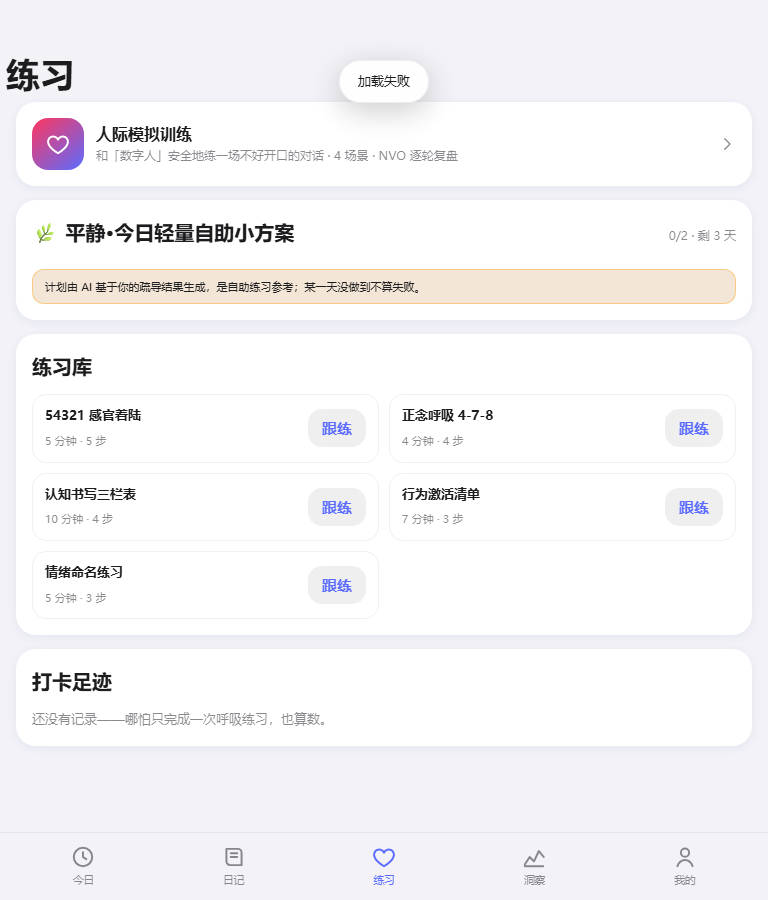 练习
加载失败
人际模拟训练
和「数字人」安全地练一场不好开口的对话 · 4 场景 · NVO 逐轮复盘
平静·今日轻量自助小方案
0/2 · 剩 3 天
计划由 AI 基于你的疏导结果生成，是自助练习参考；某一天没做到不算失败。
练习库
54321 感官着陆
5 分钟 · 5 步
跟练
正念呼吸 4-7-8
4 分钟 · 4 步
跟练
认知书写三栏表
10 分钟 · 4 步
跟练
行为激活清单
7 分钟 · 3 步
跟练
情绪命名练习
5 分钟 · 3 步
跟练
打卡足迹
还没有记录——哪怕只完成一次呼吸练习，也算数。
今日
日记
练习
洞察
我的